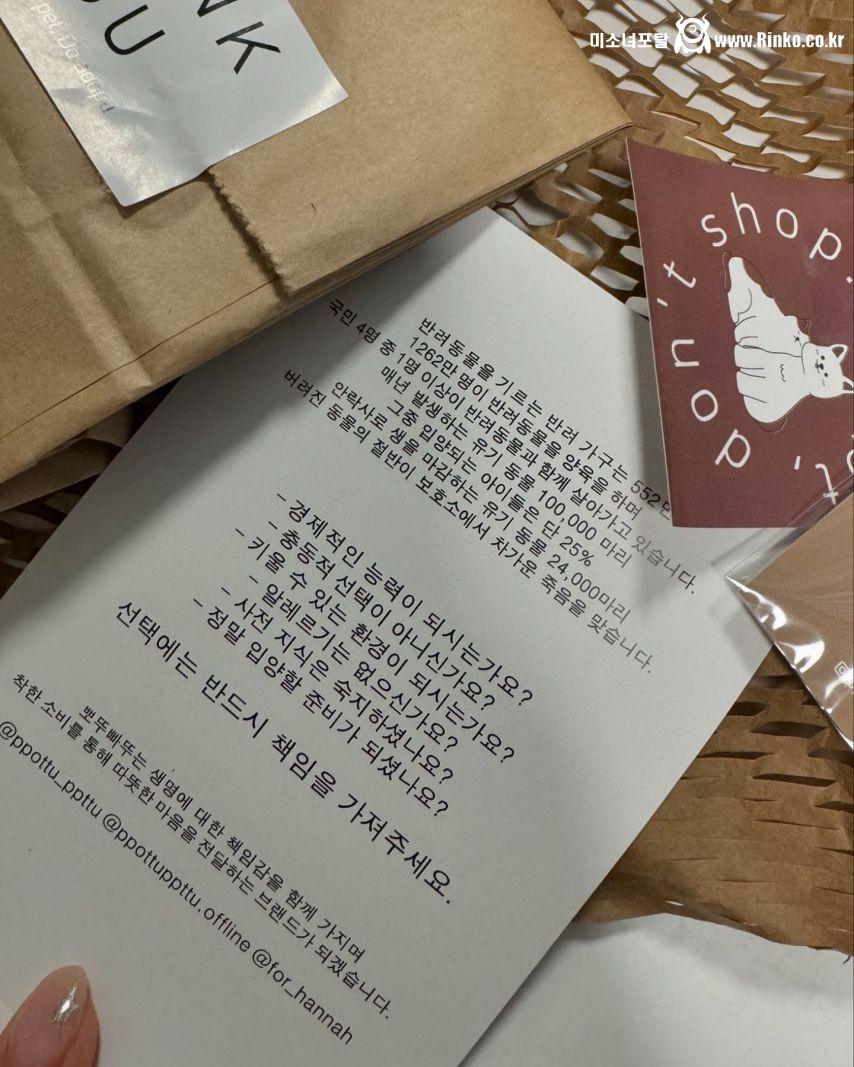 미소녀포탈 www.Rinko.co.kr
NK
OU
pet. Do adopt
shop.
don't
반려동물을 기르는 반려 가구는 552만
1262만 명이 반려동물을 양육을 하며
국민 4명 중 1명 이상이 반려동물과 함께 살아가고 있습니다.
매년 발생하는 유기 동물 100,000 마리
그중 입양되는 아이들은 단 25%
안락사로 생을 마감하는 유기 동물 24,000마리
버려진 동물의 절반이 보호소에서 차가운 죽음을 맞습니다.
- 경제적인 능력이 되시는가요?
- 충동적 선택이 아니신가요?
- 키울 수 있는 환경이 되시는가요?
- 알레르기는 없으신가요?
- 사전 지식은 숙지하셨나요?
- 정말 입양할 준비가 되셨나요?
선택에는 반드시 책임을 가져주세요.
뽀뚜빠뚜는 생명에 대한 책임감을 함께 가지며
착한 소비를 통해 따뜻한 마음을 전달하는 브랜드가 되겠습니다.
@ppottu_ppttu @ppottuppttu.offline @for_hannah